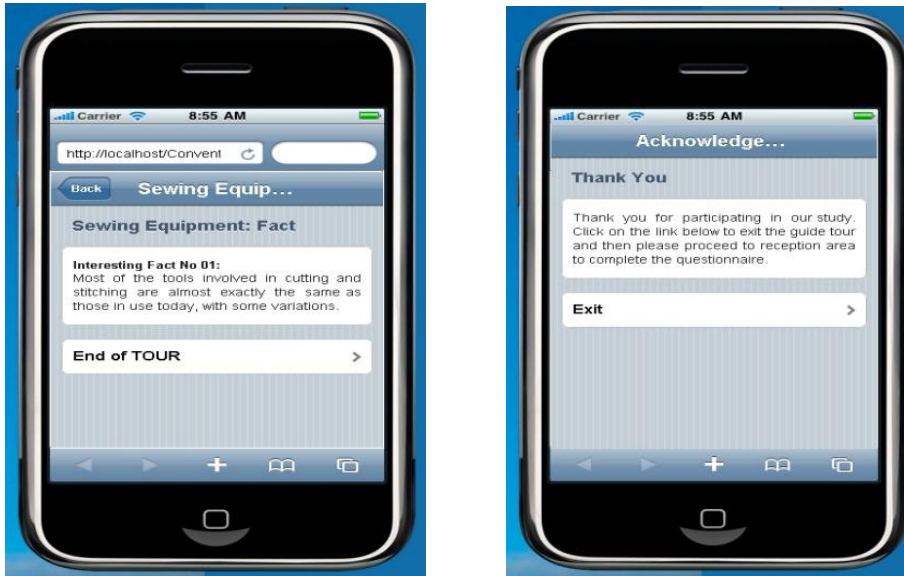 Carrier 8:55 AM
http://localhost/Convent
Back Sewing Equip...
Sewing Equipment: Fact
Interesting Fact No 01:
Most of the tools involved in cutting and
stitching are almost exactly the same as
those in use today, with some variations.
End of TOUR
Carrier 8:55 AM
Acknowledge...
Thank You
Thank you for participating in our study.
Click on the link below to exit the guide tour
and then please proceed to reception area
to complete the questionnaire.
Exit